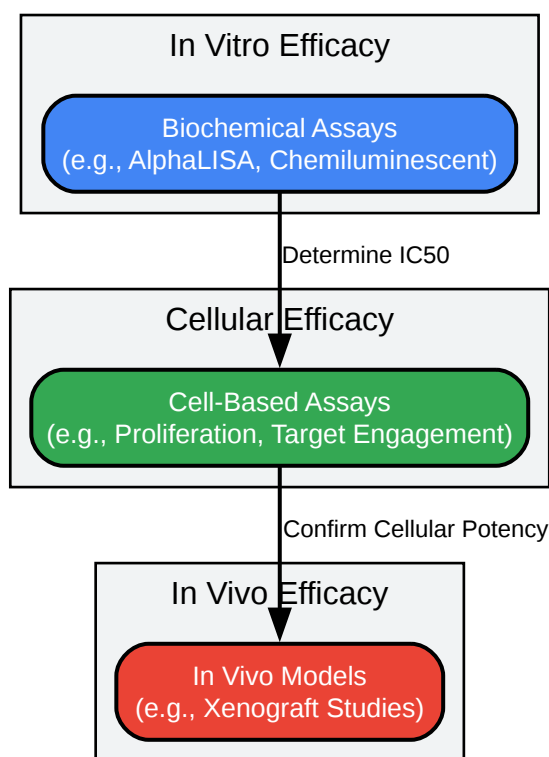 In Vitro Efficacy
Biochemical Assays
(e.g., AlphaLISA, Chemiluminescent)
Determine IC50
Cellular Efficacy
Cell-Based Assays
(e.g., Proliferation, Target Engagement)
Confirm Cellular Potency
In Vivo Efficacy
In Vivo Models
(e.g., Xenograft Studies)